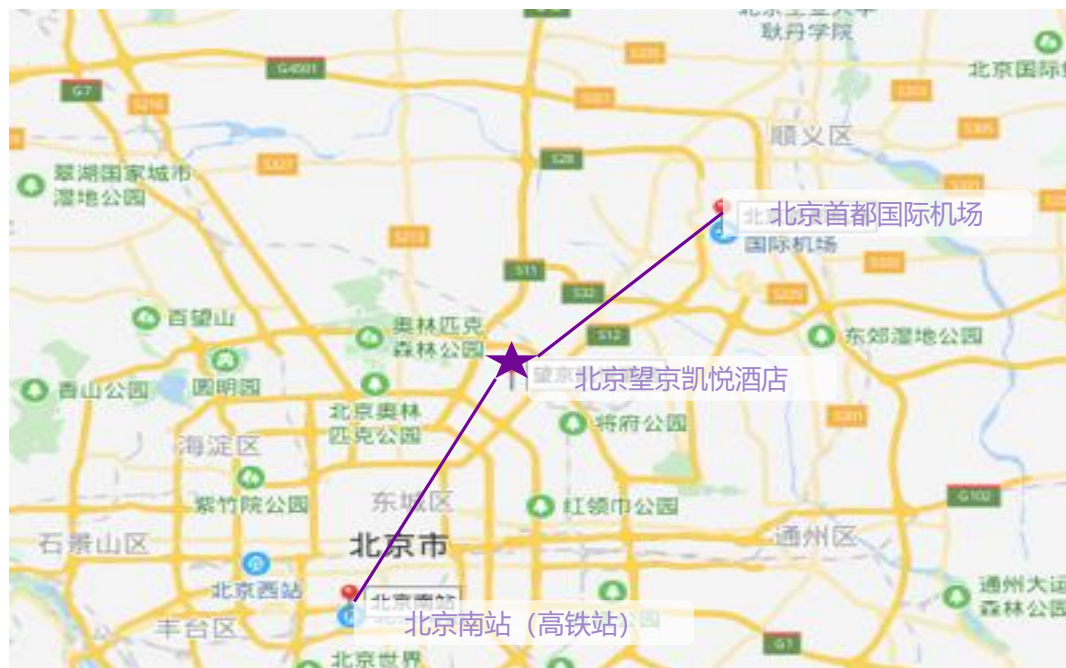 耿丹学院
G4501
G7
S216
S321
S28
S327
S305
顺义区
翠湖国家城市
湿地公园
北京国际
北京首都国际机场
国际机场
S213
S11
S32
S12
百望山
奥林匹克
森林公园
东郊湿地公园
香山公园
圆明园
北京望京凯悦酒店
北京奥林
匹克公园
将府公园
海淀区
紫竹院公园
东城区
红领巾公园
G102
石景山区
北京市
通州区
北京西站
北京南站
通州大运
森林公园
丰台区
北京南站（高铁站）
G1
北京世界